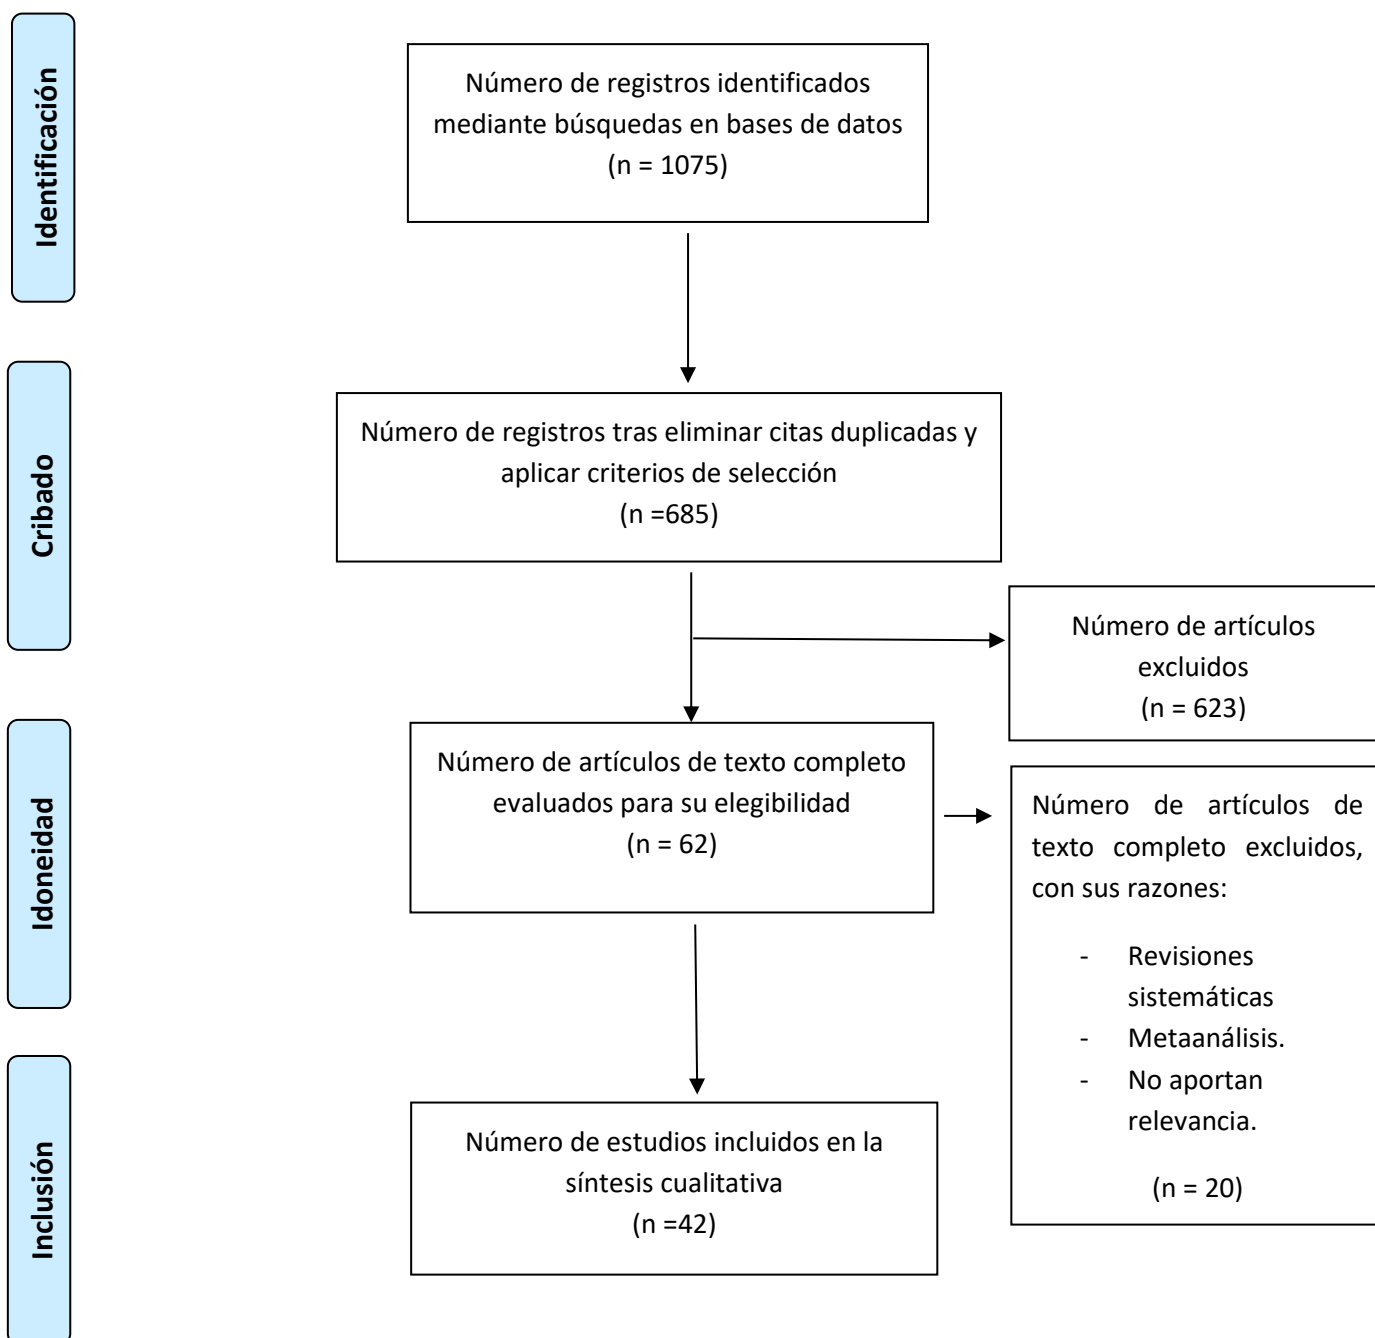 Identificación
Número de registros identificados
mediante búsquedas en bases de datos
(n = 1075)
Cribado
Número de registros tras eliminar citas duplicadas y
aplicar criterios de selección
(n =685)
Número de artículos
excluidos
(n = 623)
Idoneidad
Número de artículos de texto completo
evaluados para su elegibilidad
(n = 62)
Número de artículos de
texto completo excluidos,
con sus razones:
- Revisiones
sistemáticas
- Metaanálisis.
- No aportan
relevancia.
(n = 20)
Inclusión
Número de estudios incluidos en la
síntesis cualitativa
(n =42)